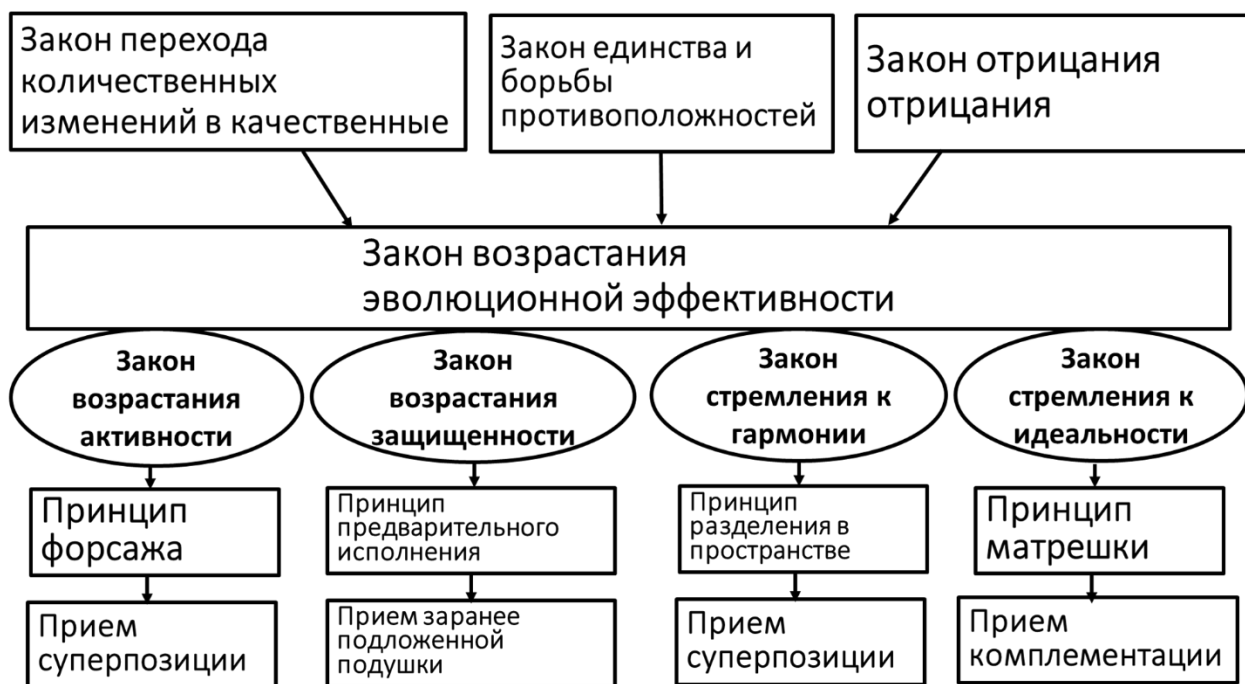 Закон перехода
количественных
изменений в качественные
Закон единства и
борьбы
противоположностей
Закон отрицания
отрицания
Закон возрастания
эволюционной эффективности
Закон
возрастания
активности
Закон
возрастания
защищенности
Закон
стремления к
гармонии
Закон
стремления к
идеальности
Принцип
форсажа
Принцип
предварительного
исполнения
Принцип
разделения в
пространстве
Принцип
матрешки
Прием
суперпозиции
Прием заранее
подложенной
подушки
Прием
суперпозиции
Прием
комплементации